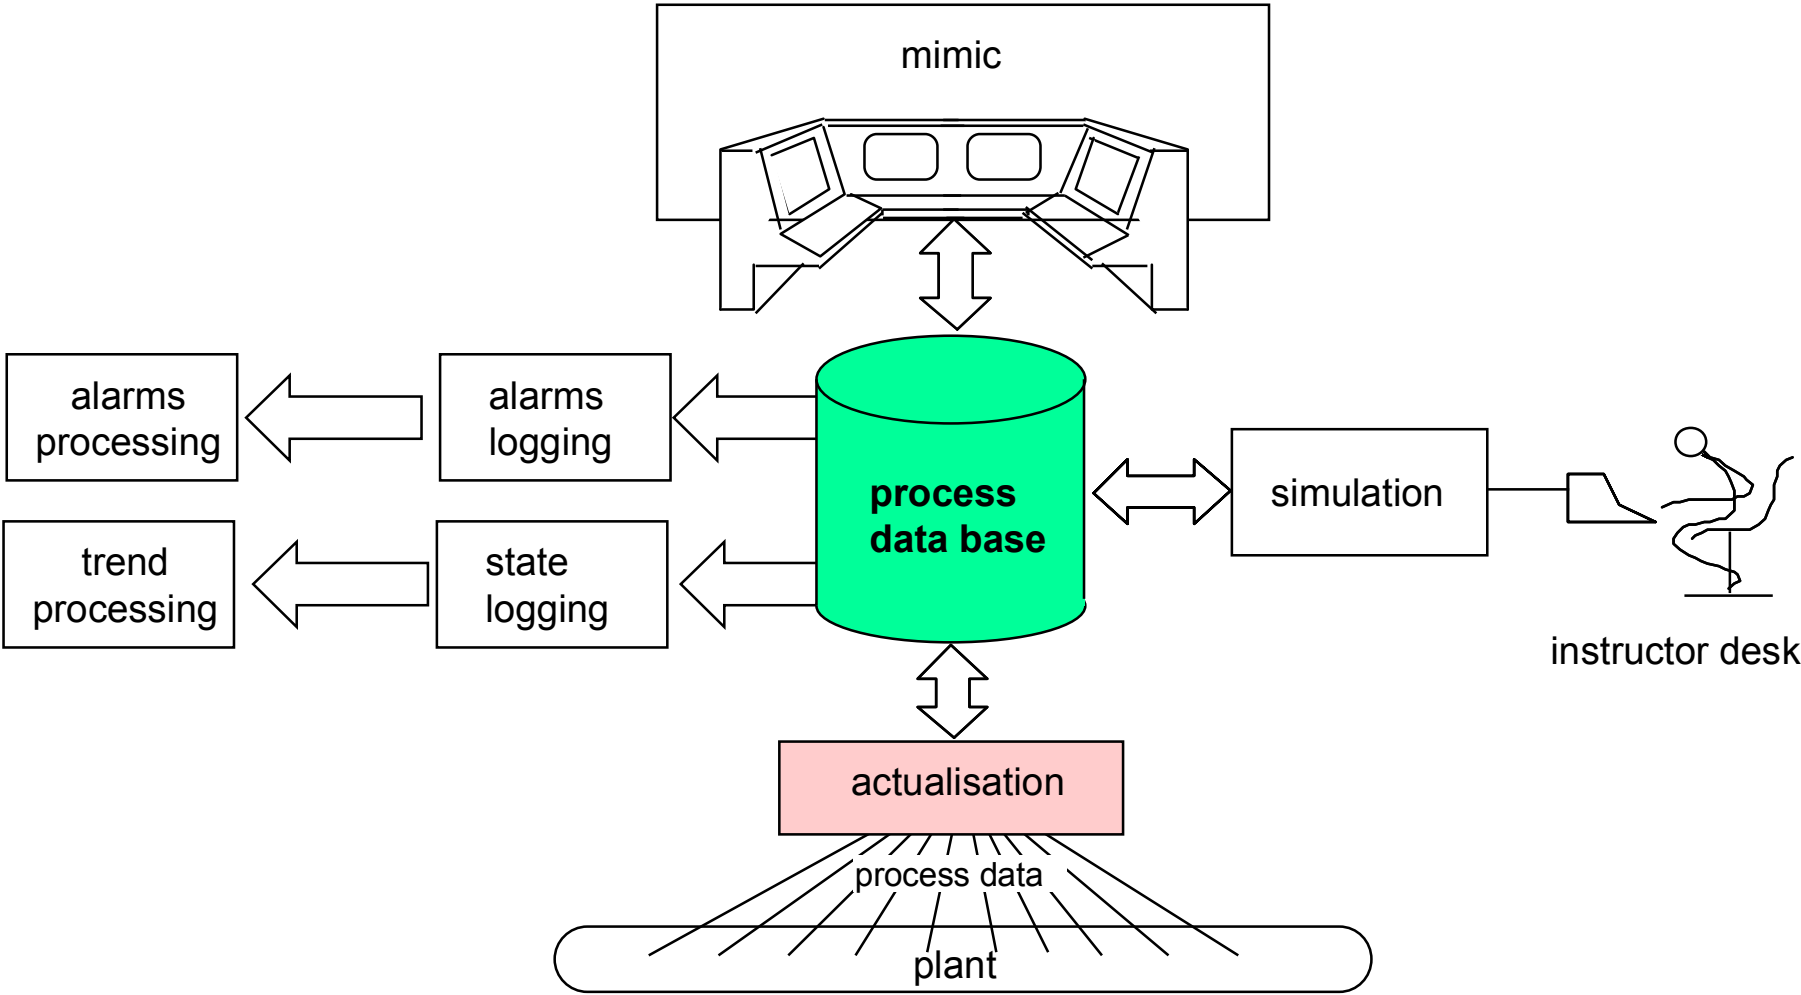 mimic
alarms
processing
alarms
logging
process
data base
simulation
trend
processing
state
logging
instructor desk
actualisation
process data
plant